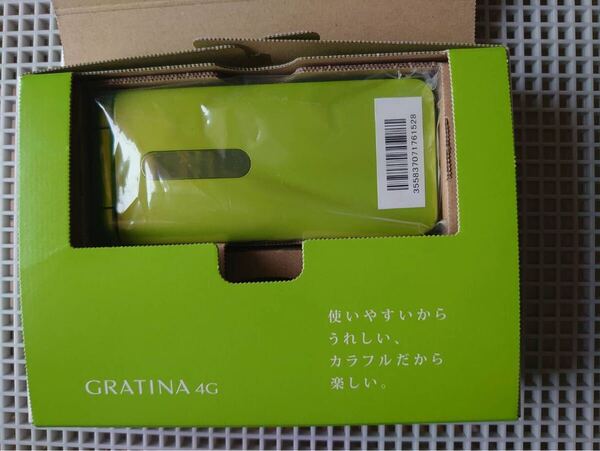 355837071761528
使いやすいから
うれしい、
カラフルだから
楽しい。
GRATINA 4G